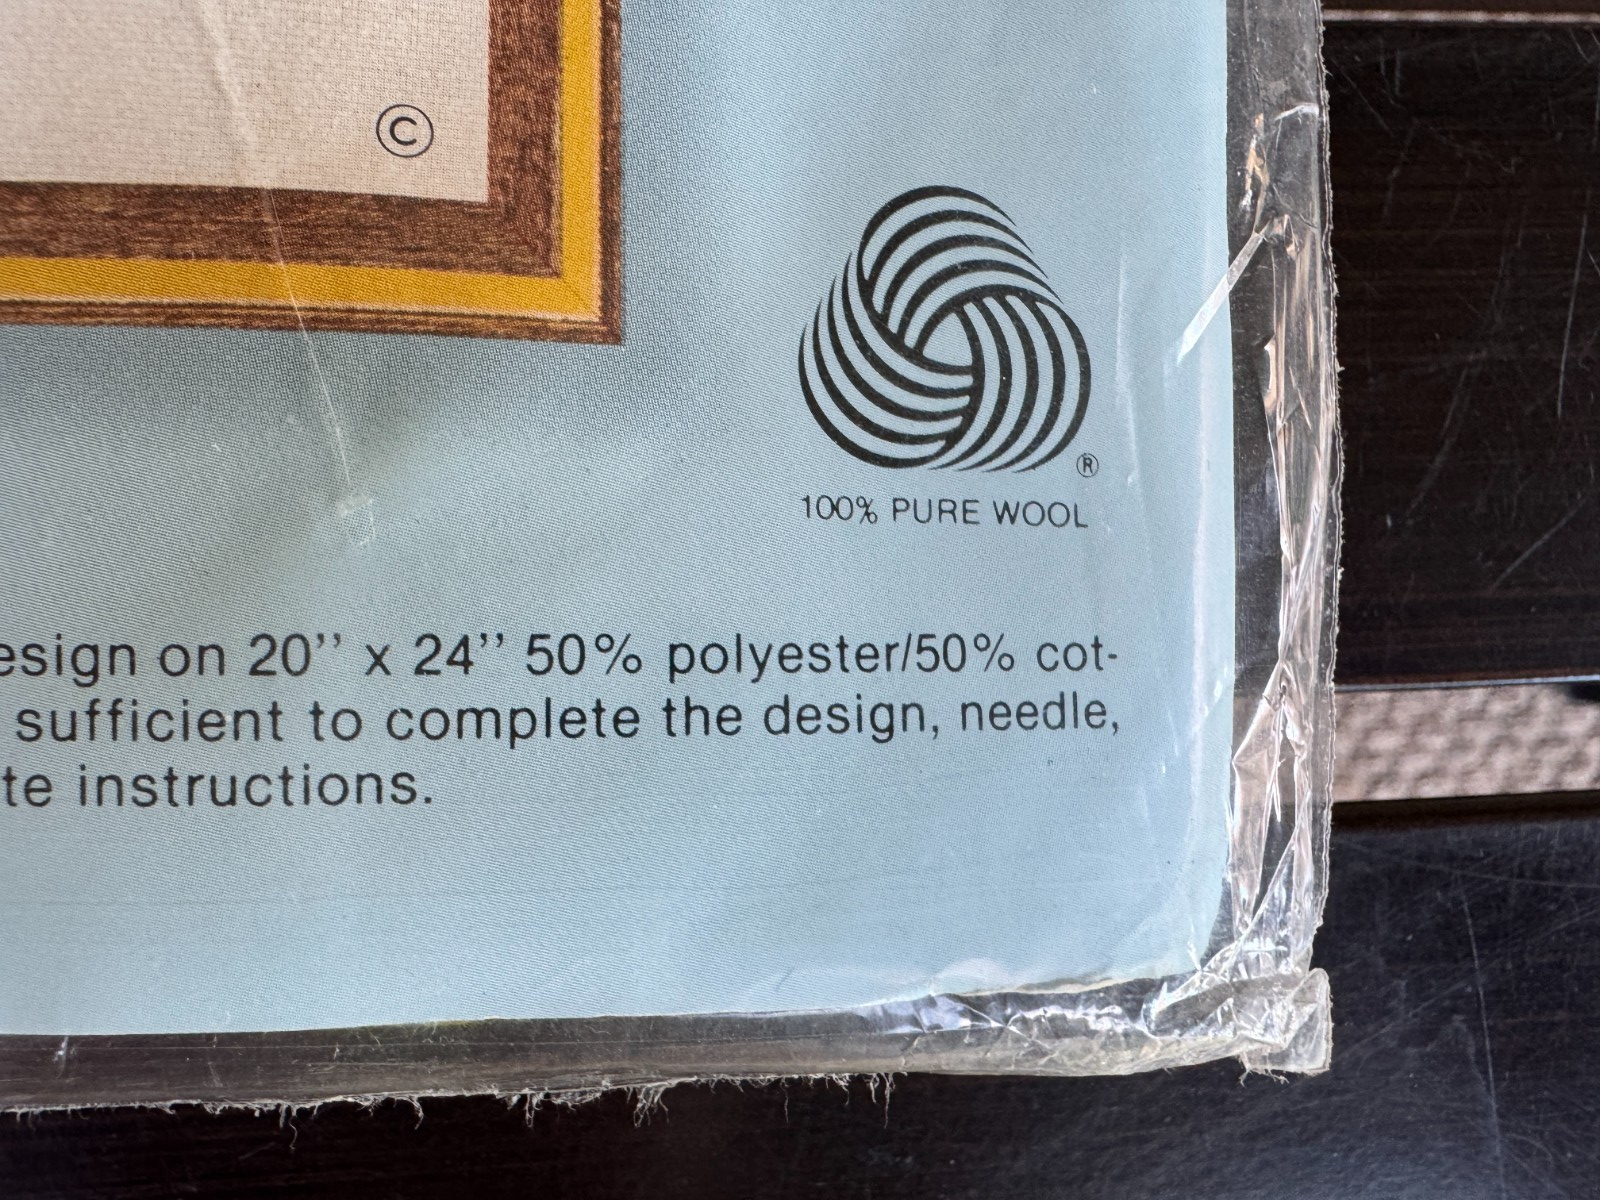 ©
®
100% PURE WOOL
esign on 20’’ x 24’’ 50% polyester/50% cot-
sufficient to complete the design, needle,
te instructions.